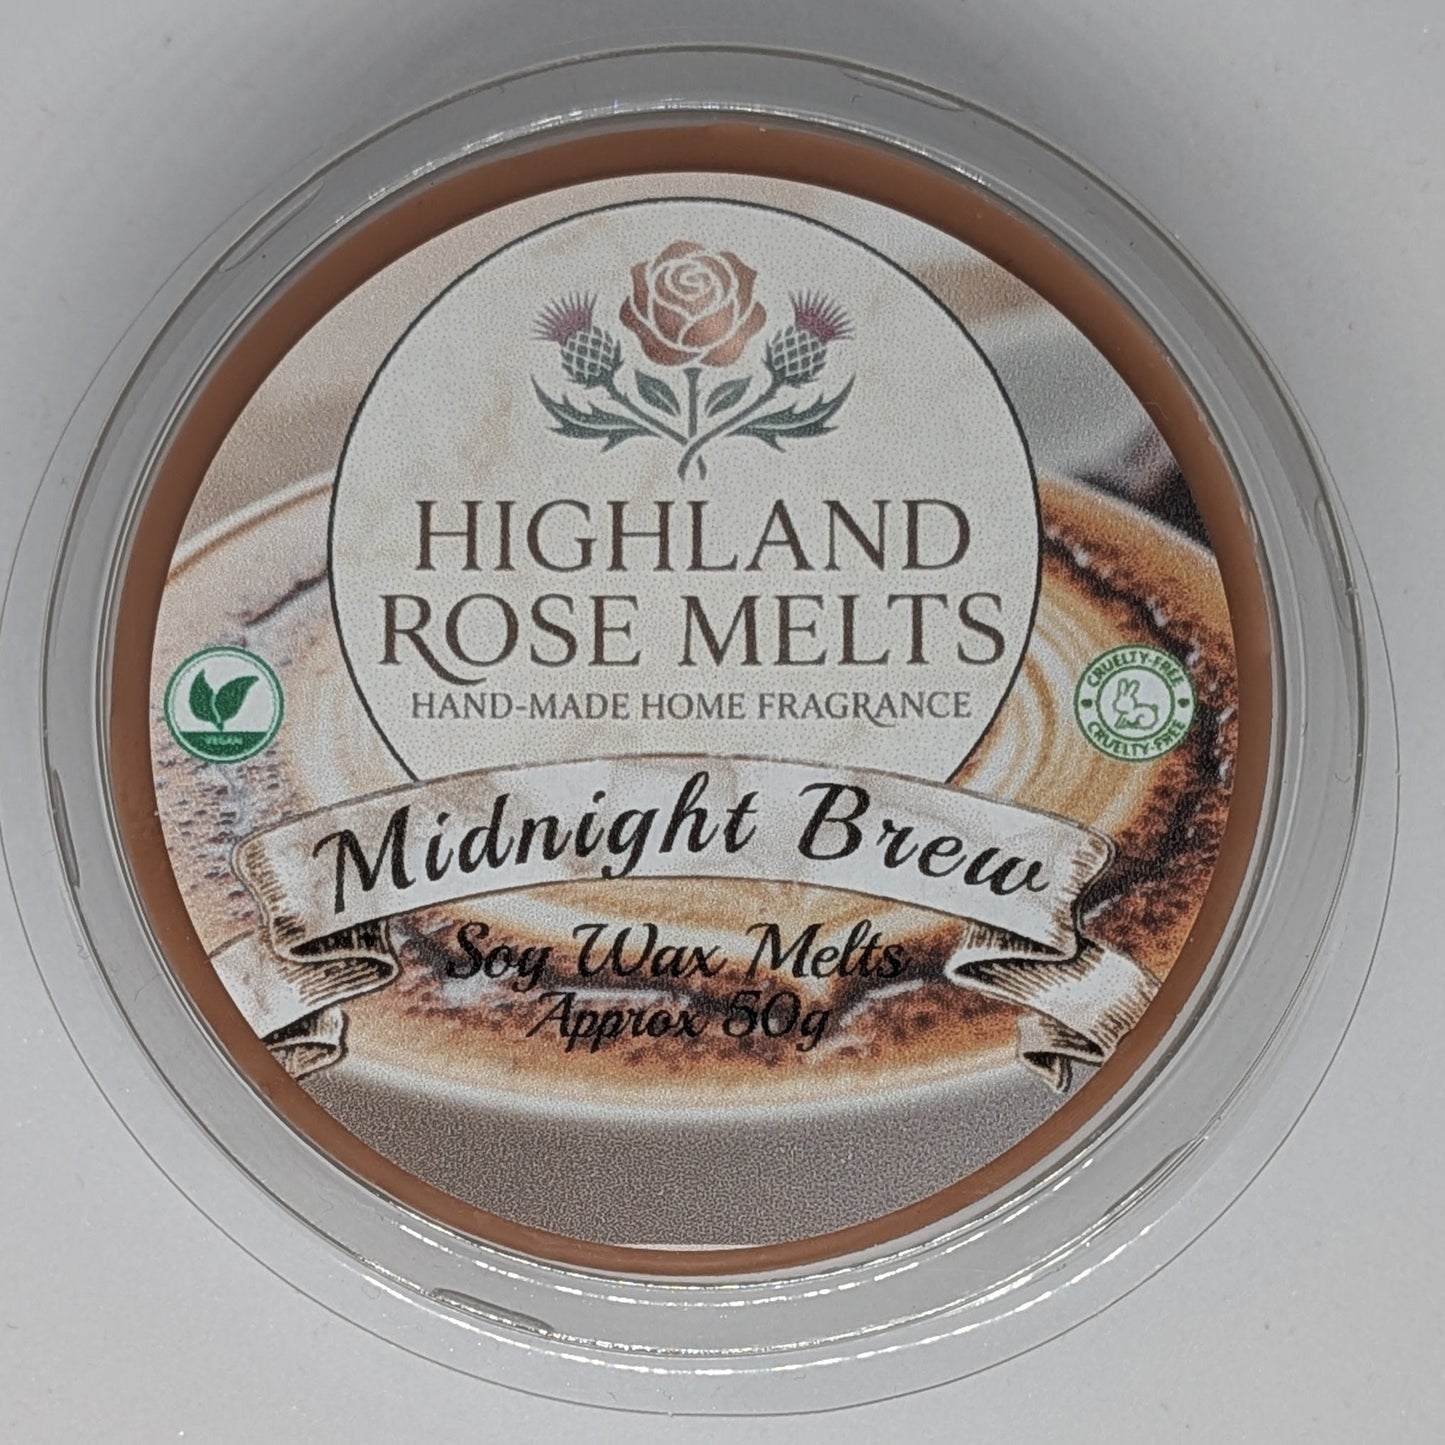 HIGHLAND
ROSE MELTS
HAND-MADE HOME FRAGRANCE
VEGAN
CRUELTY-FREE
CRUELTY-FREE
Midnight Brew
Soy Wax Melts
Approx 50g